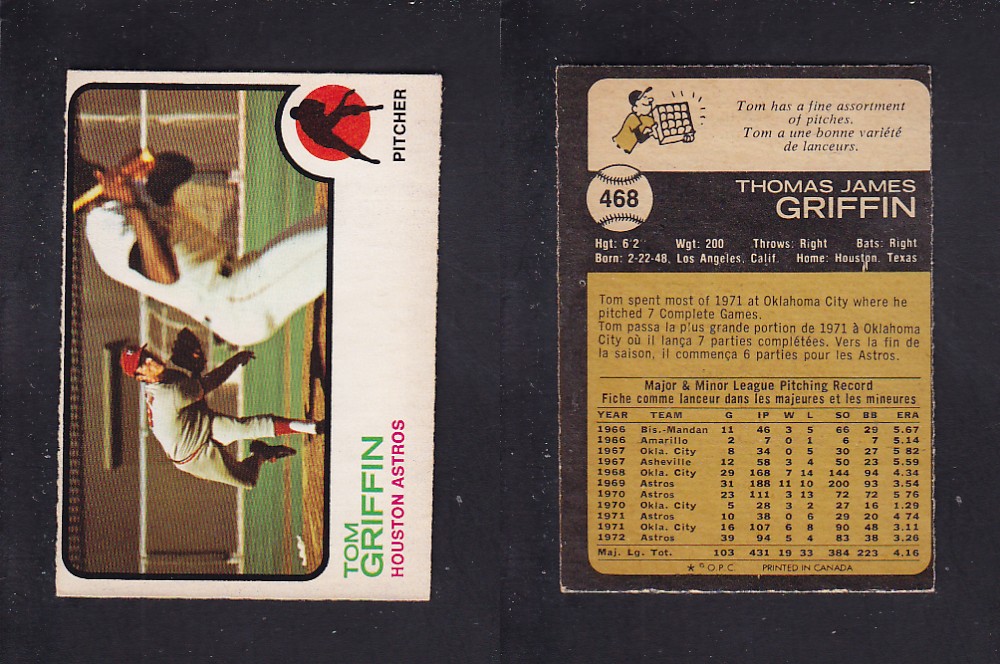 PITCHER
TOM
GRIFFIN
HOUSTON ASTROS
Tom has a fine assortment
of pitches.
Tom a une bonne variété
de lanceurs.
468
THOMAS JAMES
GRIFFIN
Hgt: 6'2" Wgt: 200 Throws: Right Bats: Right
Born: 2-22-48, Los Angeles, Calif. Home: Houston, Texas
Tom spent most of 1971 at Oklahoma City where he
pitched 7 Complete Games.
Tom passa la plus grande portion de 1971 à Oklahoma
City où il lança 7 parties complétées. Vers la fin de
la saison, il commença 6 parties pour les Astros.
Major & Minor League Pitching Record
Fiche comme lanceur dans les majeures et les mineures
YEAR TEAM G IP W L SO BB ERA
1966 Bis.-Mandan 11 46 3 5 66 29 5.67
1966 Amarillo 2 7 0 1 6 7 5.14
1967 Okla. City 8 34 0 5 30 27 5.82
1967 Asheville 12 58 3 4 50 23 5.59
1968 Okla. City 29 168 7 14 144 94 4.34
1969 Astros 31 188 11 10 200 93 3.54
1970 Astros 23 111 3 13 72 72 5.76
1970 Okla. City 5 28 3 2 27 16 1.29
1971 Astros 10 38 0 6 29 20 4.74
1971 Okla. City 16 107 6 8 90 48 3.11
1972 Astros 39 94 5 4 83 38 3.26
Maj. Lg. Tot. 103 431 19 33 384 223 4.16
* © O.P.C. PRINTED IN CANADA